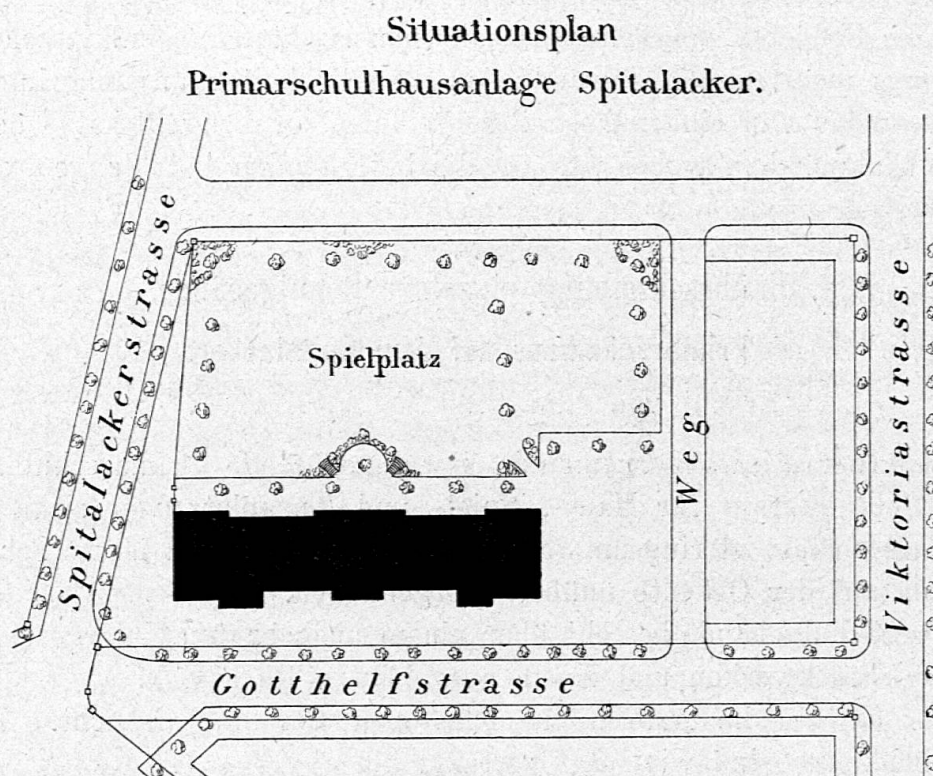 Situationsplan
Primarschulhausanlage Spitalacker.
Spitalackerstrasse
Spielplatz
Weg
Viktoriastrasse
Gotthelfstrasse